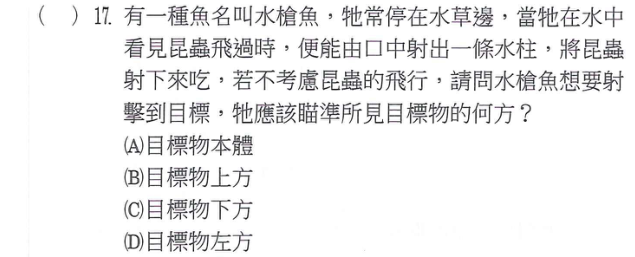 （　）17. 有一種魚名叫水槍魚，牠常停在水草邊，當牠在水中
看見昆蟲飛過時，便能由口中射出一條水柱，將昆蟲
射下來吃，若不考慮昆蟲的飛行，請問水槍魚想要射
擊到目標，牠應該瞄準所見目標物的何方？
(A)目標物本體
(B)目標物上方
(C)目標物下方
(D)目標物左方